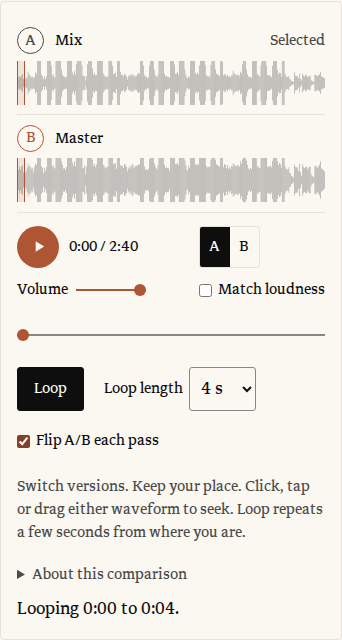 A Mix Selected
B Master
0:00 / 2:40 A B
Volume Match loudness
Loop Loop length 4 s
Flip A/B each pass
Switch versions. Keep your place. Click, tap
or drag either waveform to seek. Loop repeats
a few seconds from where you are.
About this comparison
Looping 0:00 to 0:04.